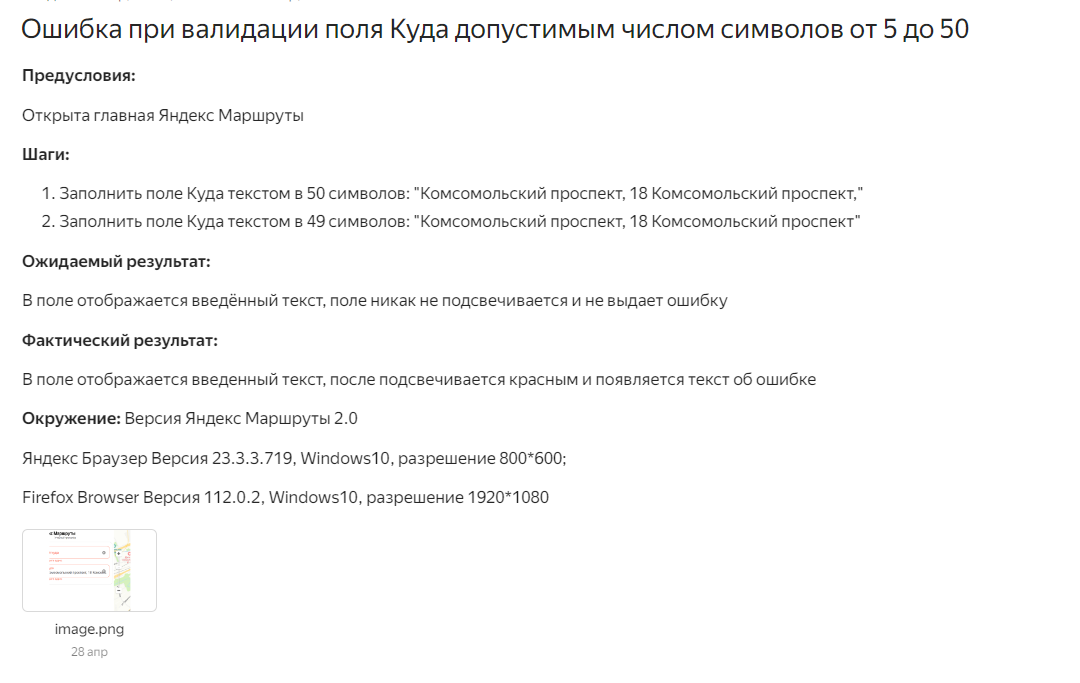 Ошибка при валидации поля Куда допустимым числом символов от 5 до 50
Предусловия:
Открыта главная Яндекс Маршруты
Шаги:
1. Заполнить поле Куда текстом в 50 символов: "Комсомольский проспект, 18 Комсомольский проспект,"
2. Заполнить поле Куда текстом в 49 символов: "Комсомольский проспект, 18 Комсомольский проспект"
Ожидаемый результат:
В поле отображается введённый текст, поле никак не подсвечивается и не выдает ошибку
Фактический результат:
В поле отображается введенный текст, после подсвечивается красным и появляется текст об ошибке
Окружение: Версия Яндекс Маршруты 2.0
Яндекс Браузер Версия 23.3.3.719, Windows10, разрешение 800*600;
Firefox Browser Версия 112.0.2, Windows10, разрешение 1920*1080
Маршруты
image.png
28 апр